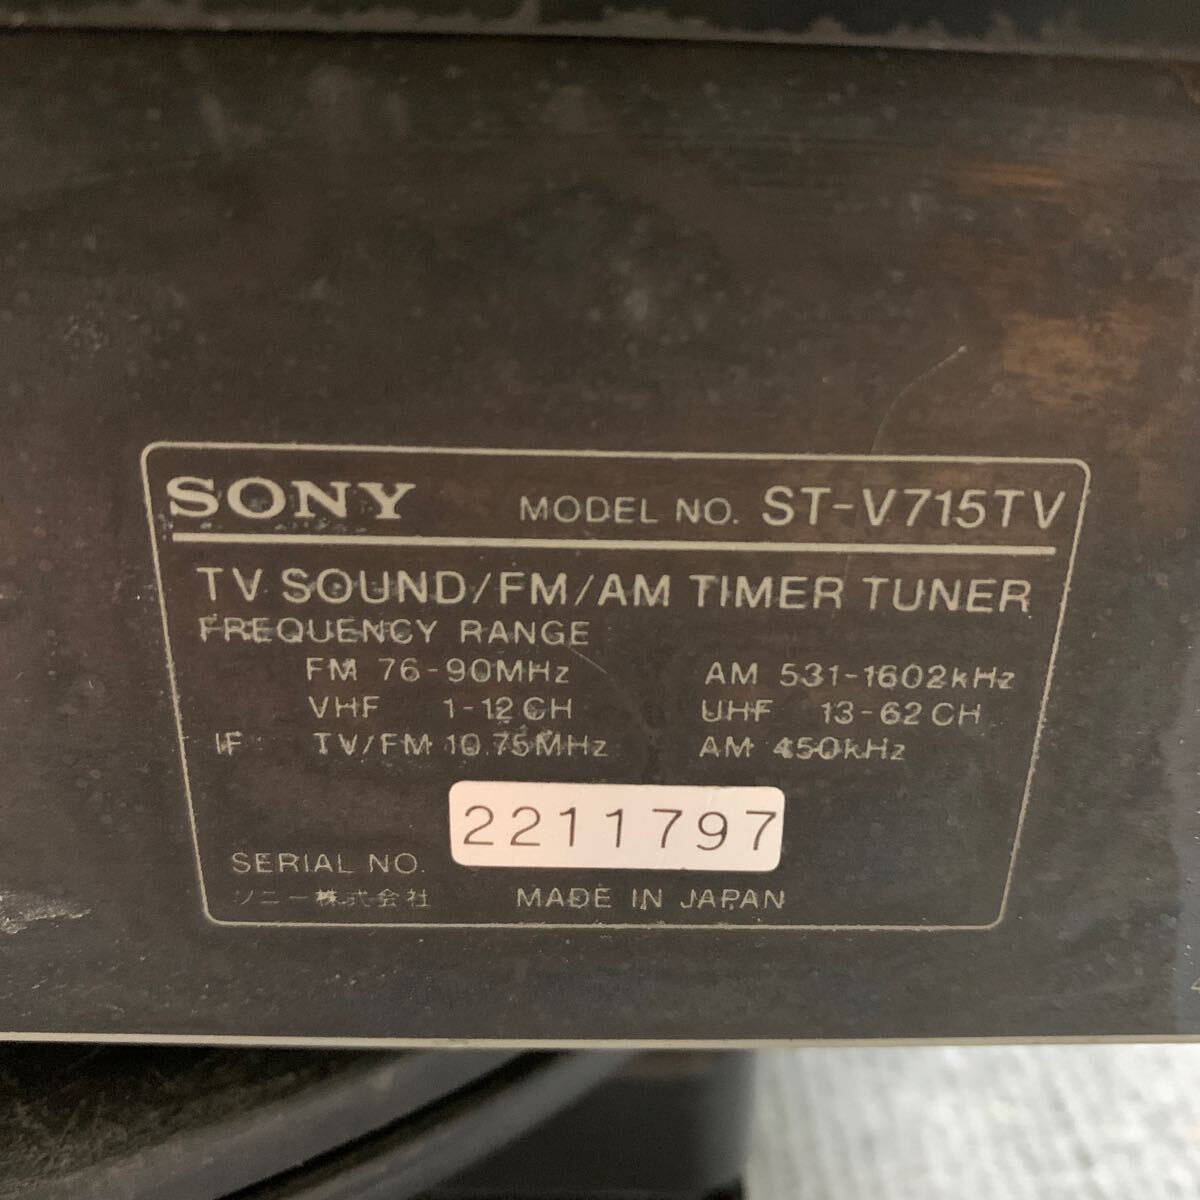 SONY MODEL NO. ST-V715TV
TV SOUND/FM/AM TIMER TUNER
FREQUENCY RANGE
FM 76-90MHz AM 531-1602kHz
VHF 1-12CH UHF 13-62CH
IF TV/FM 10.75MHz AM 450kHz
2211797
SERIAL NO.
ソニー株式会社 MADE IN JAPAN